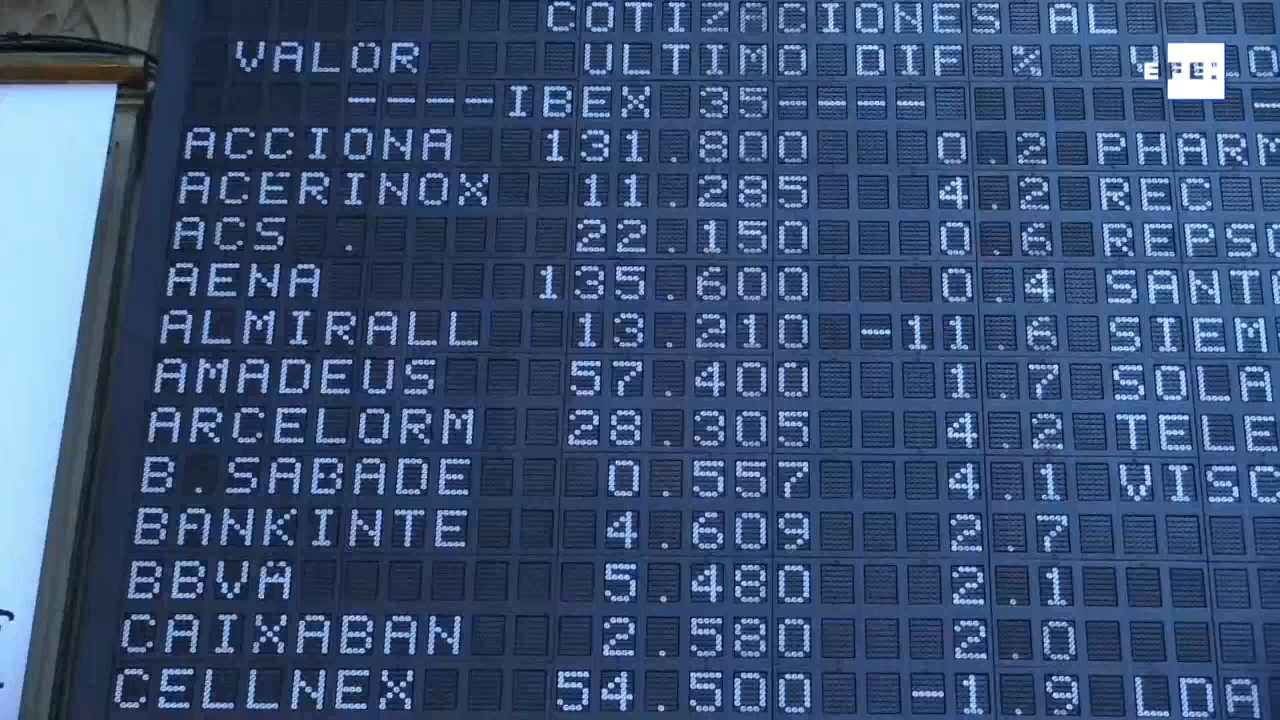 COTIZACIONES AL
VALOR ULTIMO DIF %
EFE:
----IBEX 35----
ACCIONA 131.800 0.2 PHARM
ACERINOX 11.285 4.2 REC
ACS 22.150 0.6 REPS
AENA 135.600 0.4 SANT
ALMIRALL 13.210 -11.6 SIEM
AMADEUS 57.400 1.7 SOLA
ARCELORM 28.305 4.2 TELE
B.SABADE 0.557 4.1 VISC
BANKINTE 4.609 2.7
BBVA 5.480 2.1
CAIXABAN 2.580 2.0
CELLNEX 54.500 -1.9 LDA